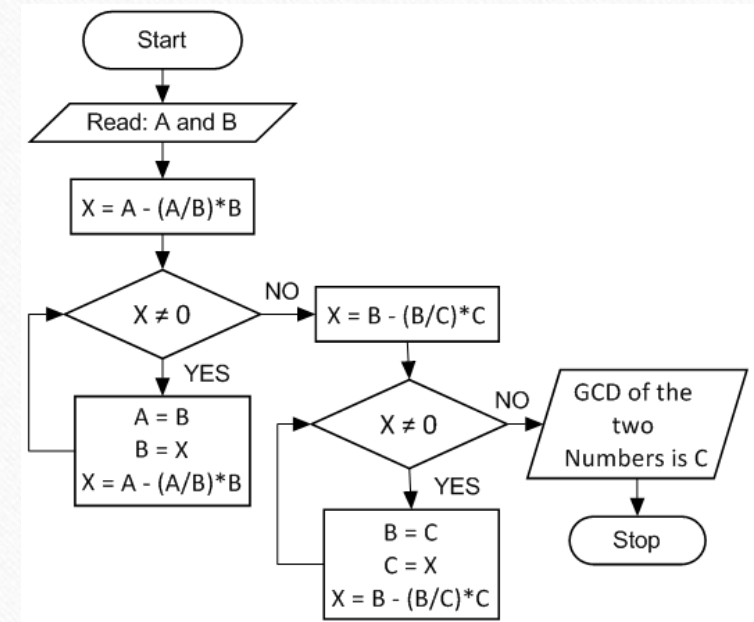 Start
Read: A and B
X = A - (A/B)*B
X ≠ 0
NO
YES
A = B
B = X
X = A - (A/B)*B
X = B - (B/C)*C
X ≠ 0
NO
YES
B = C
C = X
X = B - (B/C)*C
GCD of the
two
Numbers is C
Stop